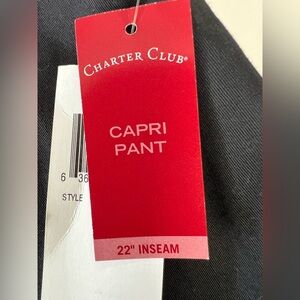 CHARTER CLUB®
CAPRI
PANT
6 36
STYLE
22" INSEAM